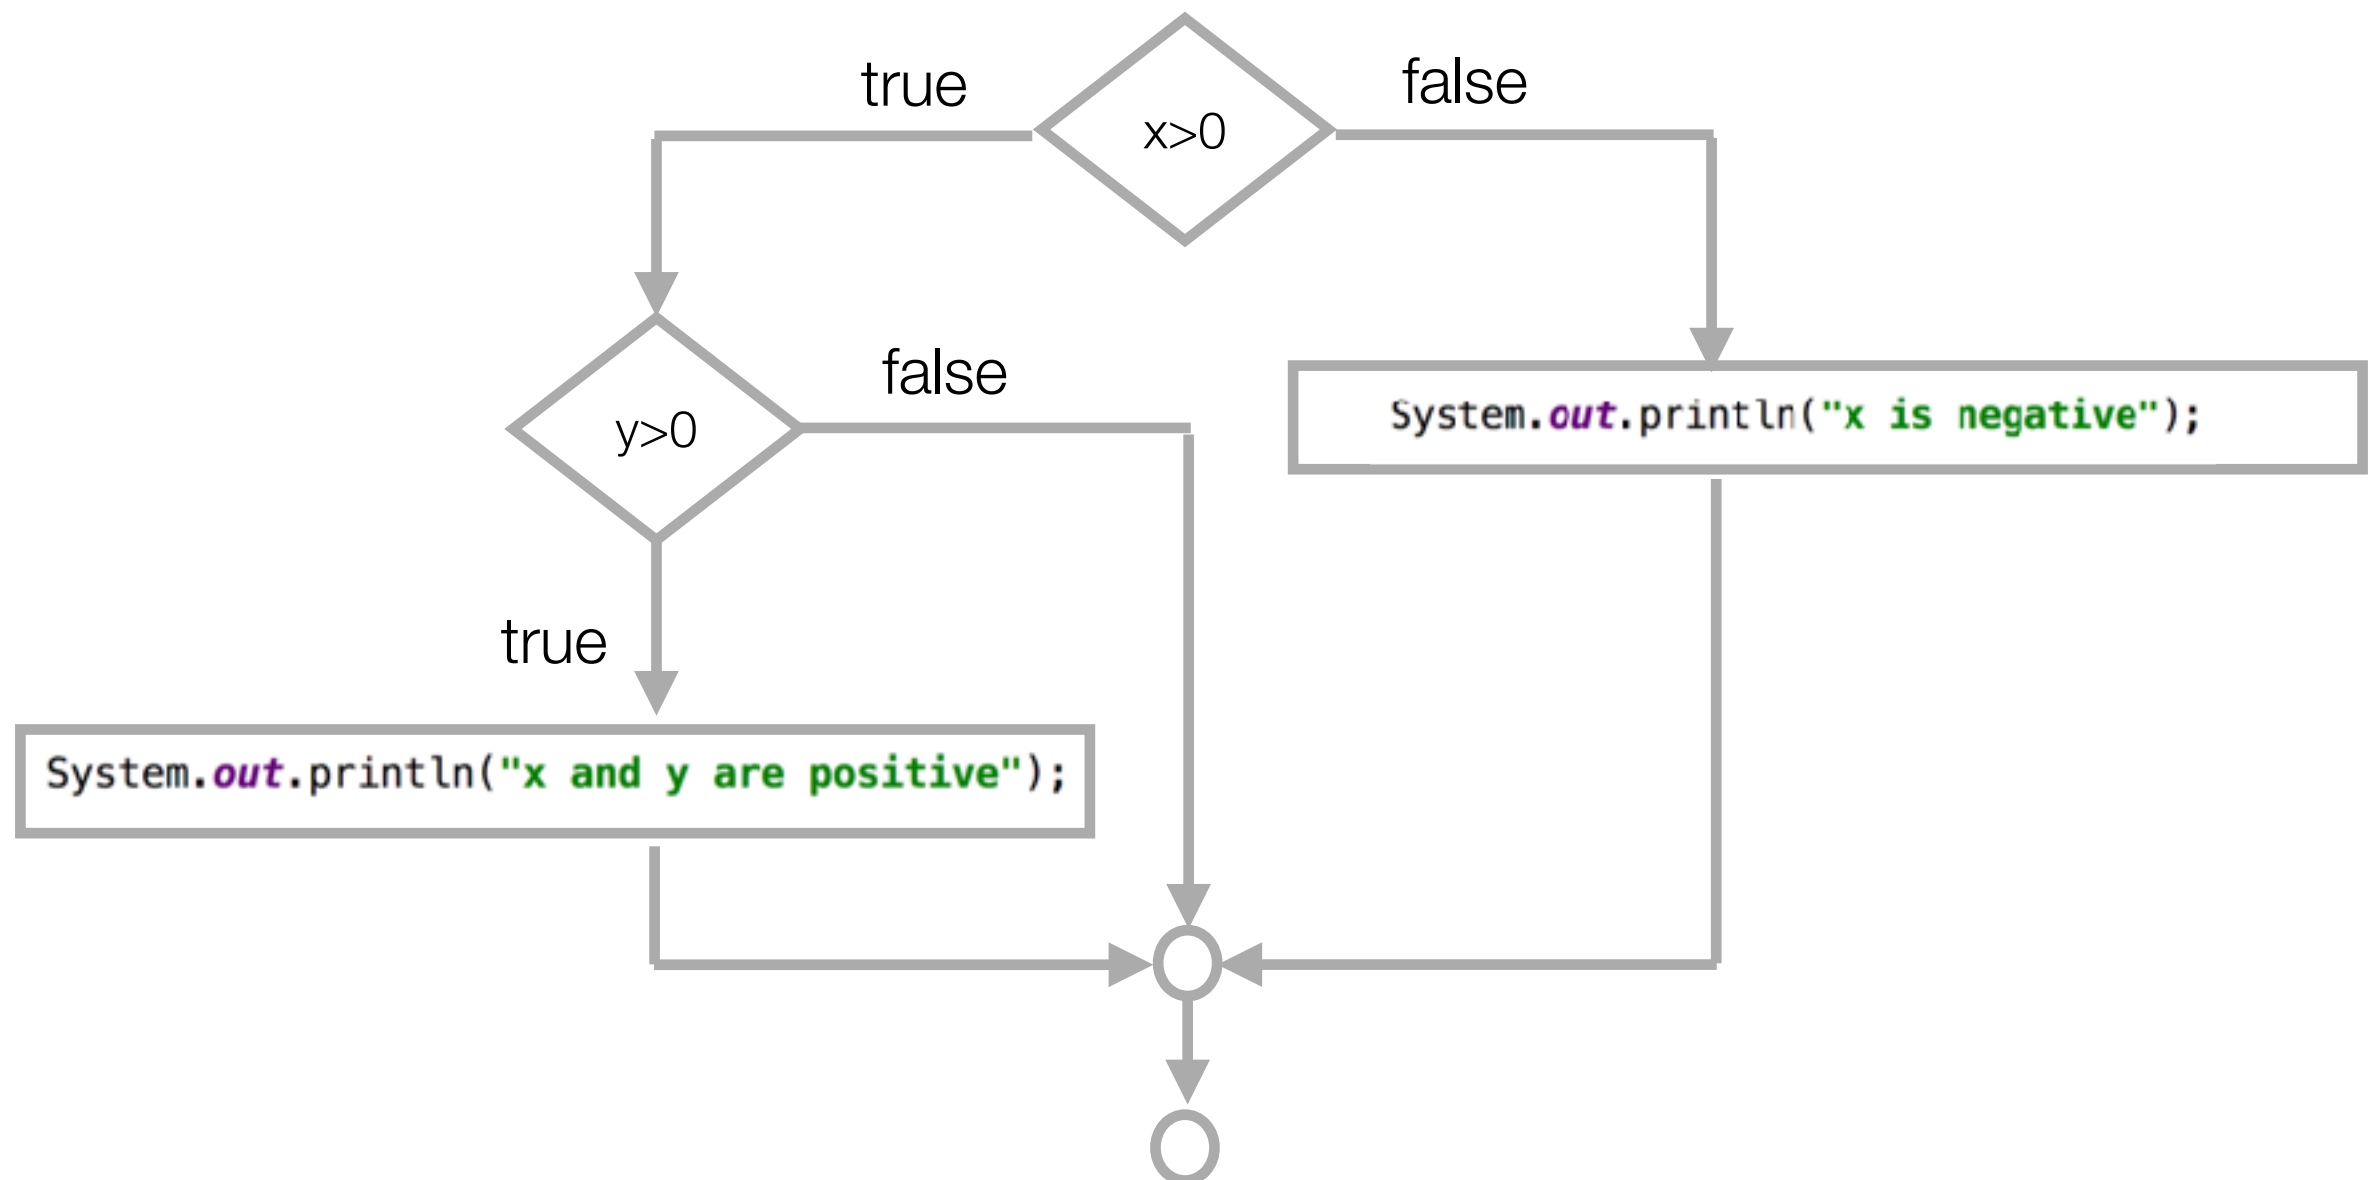 true
false
x>0
false
y>0
System.out.println("x is negative");
true
System.out.println("x and y are positive");